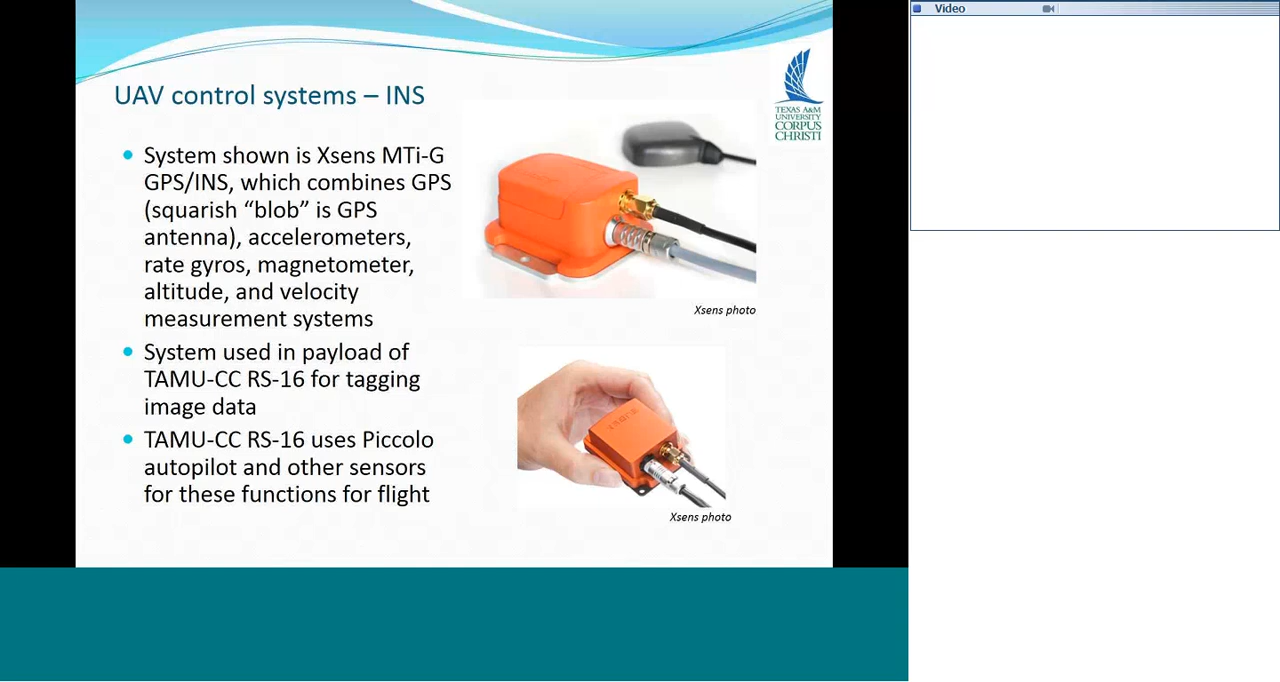 Video
UAV control systems – INS
TEXAS A&M
UNIVERSITY
CORPUS
CHRISTI
• System shown is Xsens MTi-G
GPS/INS, which combines GPS
(squarish “blob” is GPS
antenna), accelerometers,
rate gyros, magnetometer,
altitude, and velocity
measurement systems
• System used in payload of
TAMU-CC RS-16 for tagging
image data
• TAMU-CC RS-16 uses Piccolo
autopilot and other sensors
for these functions for flight
Xsens photo
Xsens photo